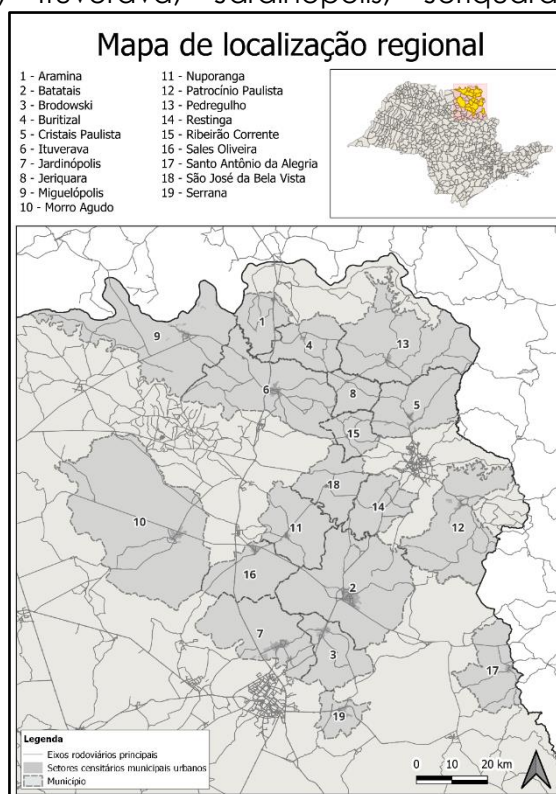 Ituverava, Jardinópolis, Jeriquara
Mapa de localização regional
1 - Aramina
2 - Batatais
3 - Brodowski
4 - Buritizal
5 - Cristais Paulista
6 - Ituverava
7 - Jardinópolis
8 - Jeriquara
9 - Miguelópolis
10 - Morro Agudo
11 - Nuporanga
12 - Patrocínio Paulista
13 - Pedregulho
14 - Restinga
15 - Ribeirão Corrente
16 - Sales Oliveira
17 - Santo Antônio da Alegria
18 - São José da Bela Vista
19 - Serrana
1
9
4
13
6
8
5
15
18
14
10
11
12
16
2
7
3
17
19
Legenda
Eixos rodoviários principais
Setores censitários municipais urbanos
Município
0 10 20 km